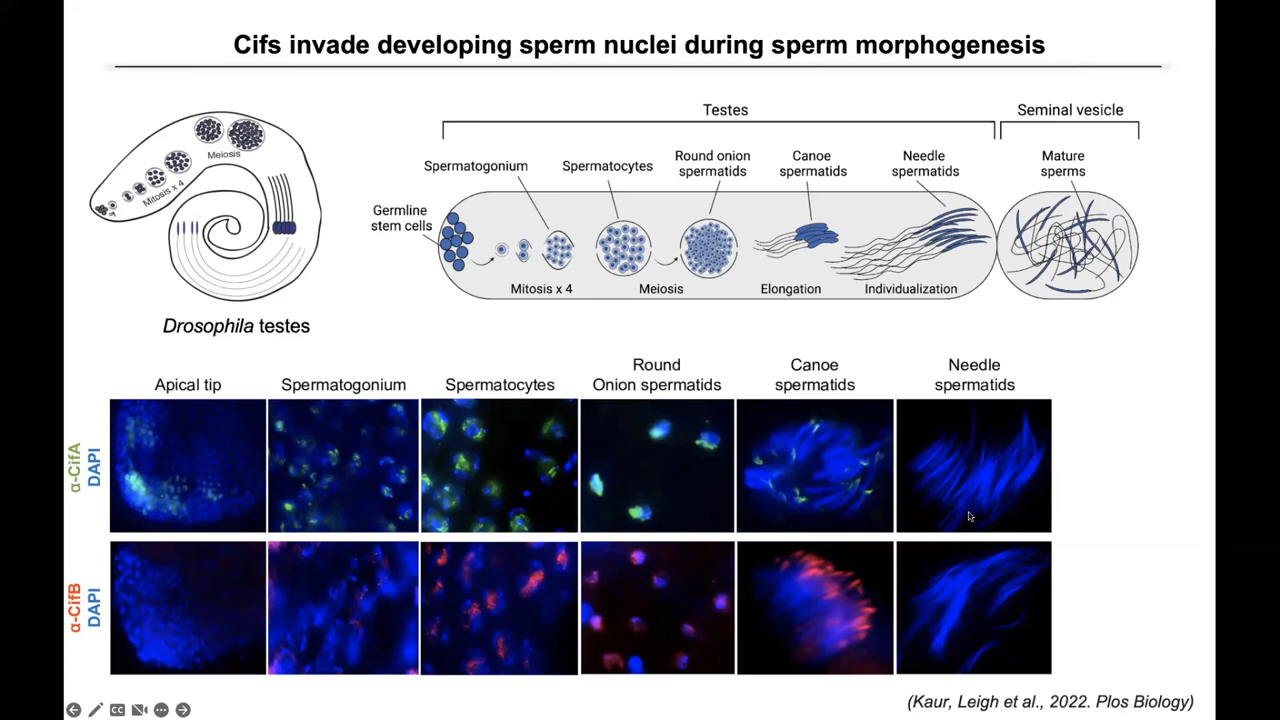 Cifs invade developing sperm nuclei during sperm morphogenesis
Meiosis
Mitosis x 4
Drosophila testes
Testes
Seminal vesicle
Spermatogonium
Spermatocytes
Round onion
spermatids
Canoe
spermatids
Needle
spermatids
Mature
sperms
Germline
stem cells
Mitosis x 4
Meiosis
Elongation
Individualization
Apical tip
Spermatogonium
Spermatocytes
Round
Onion spermatids
Canoe
spermatids
Needle
spermatids
α-CifA
DAPI
α-CifB
DAPI
(Kaur, Leigh et al., 2022. Plos Biology)
CC